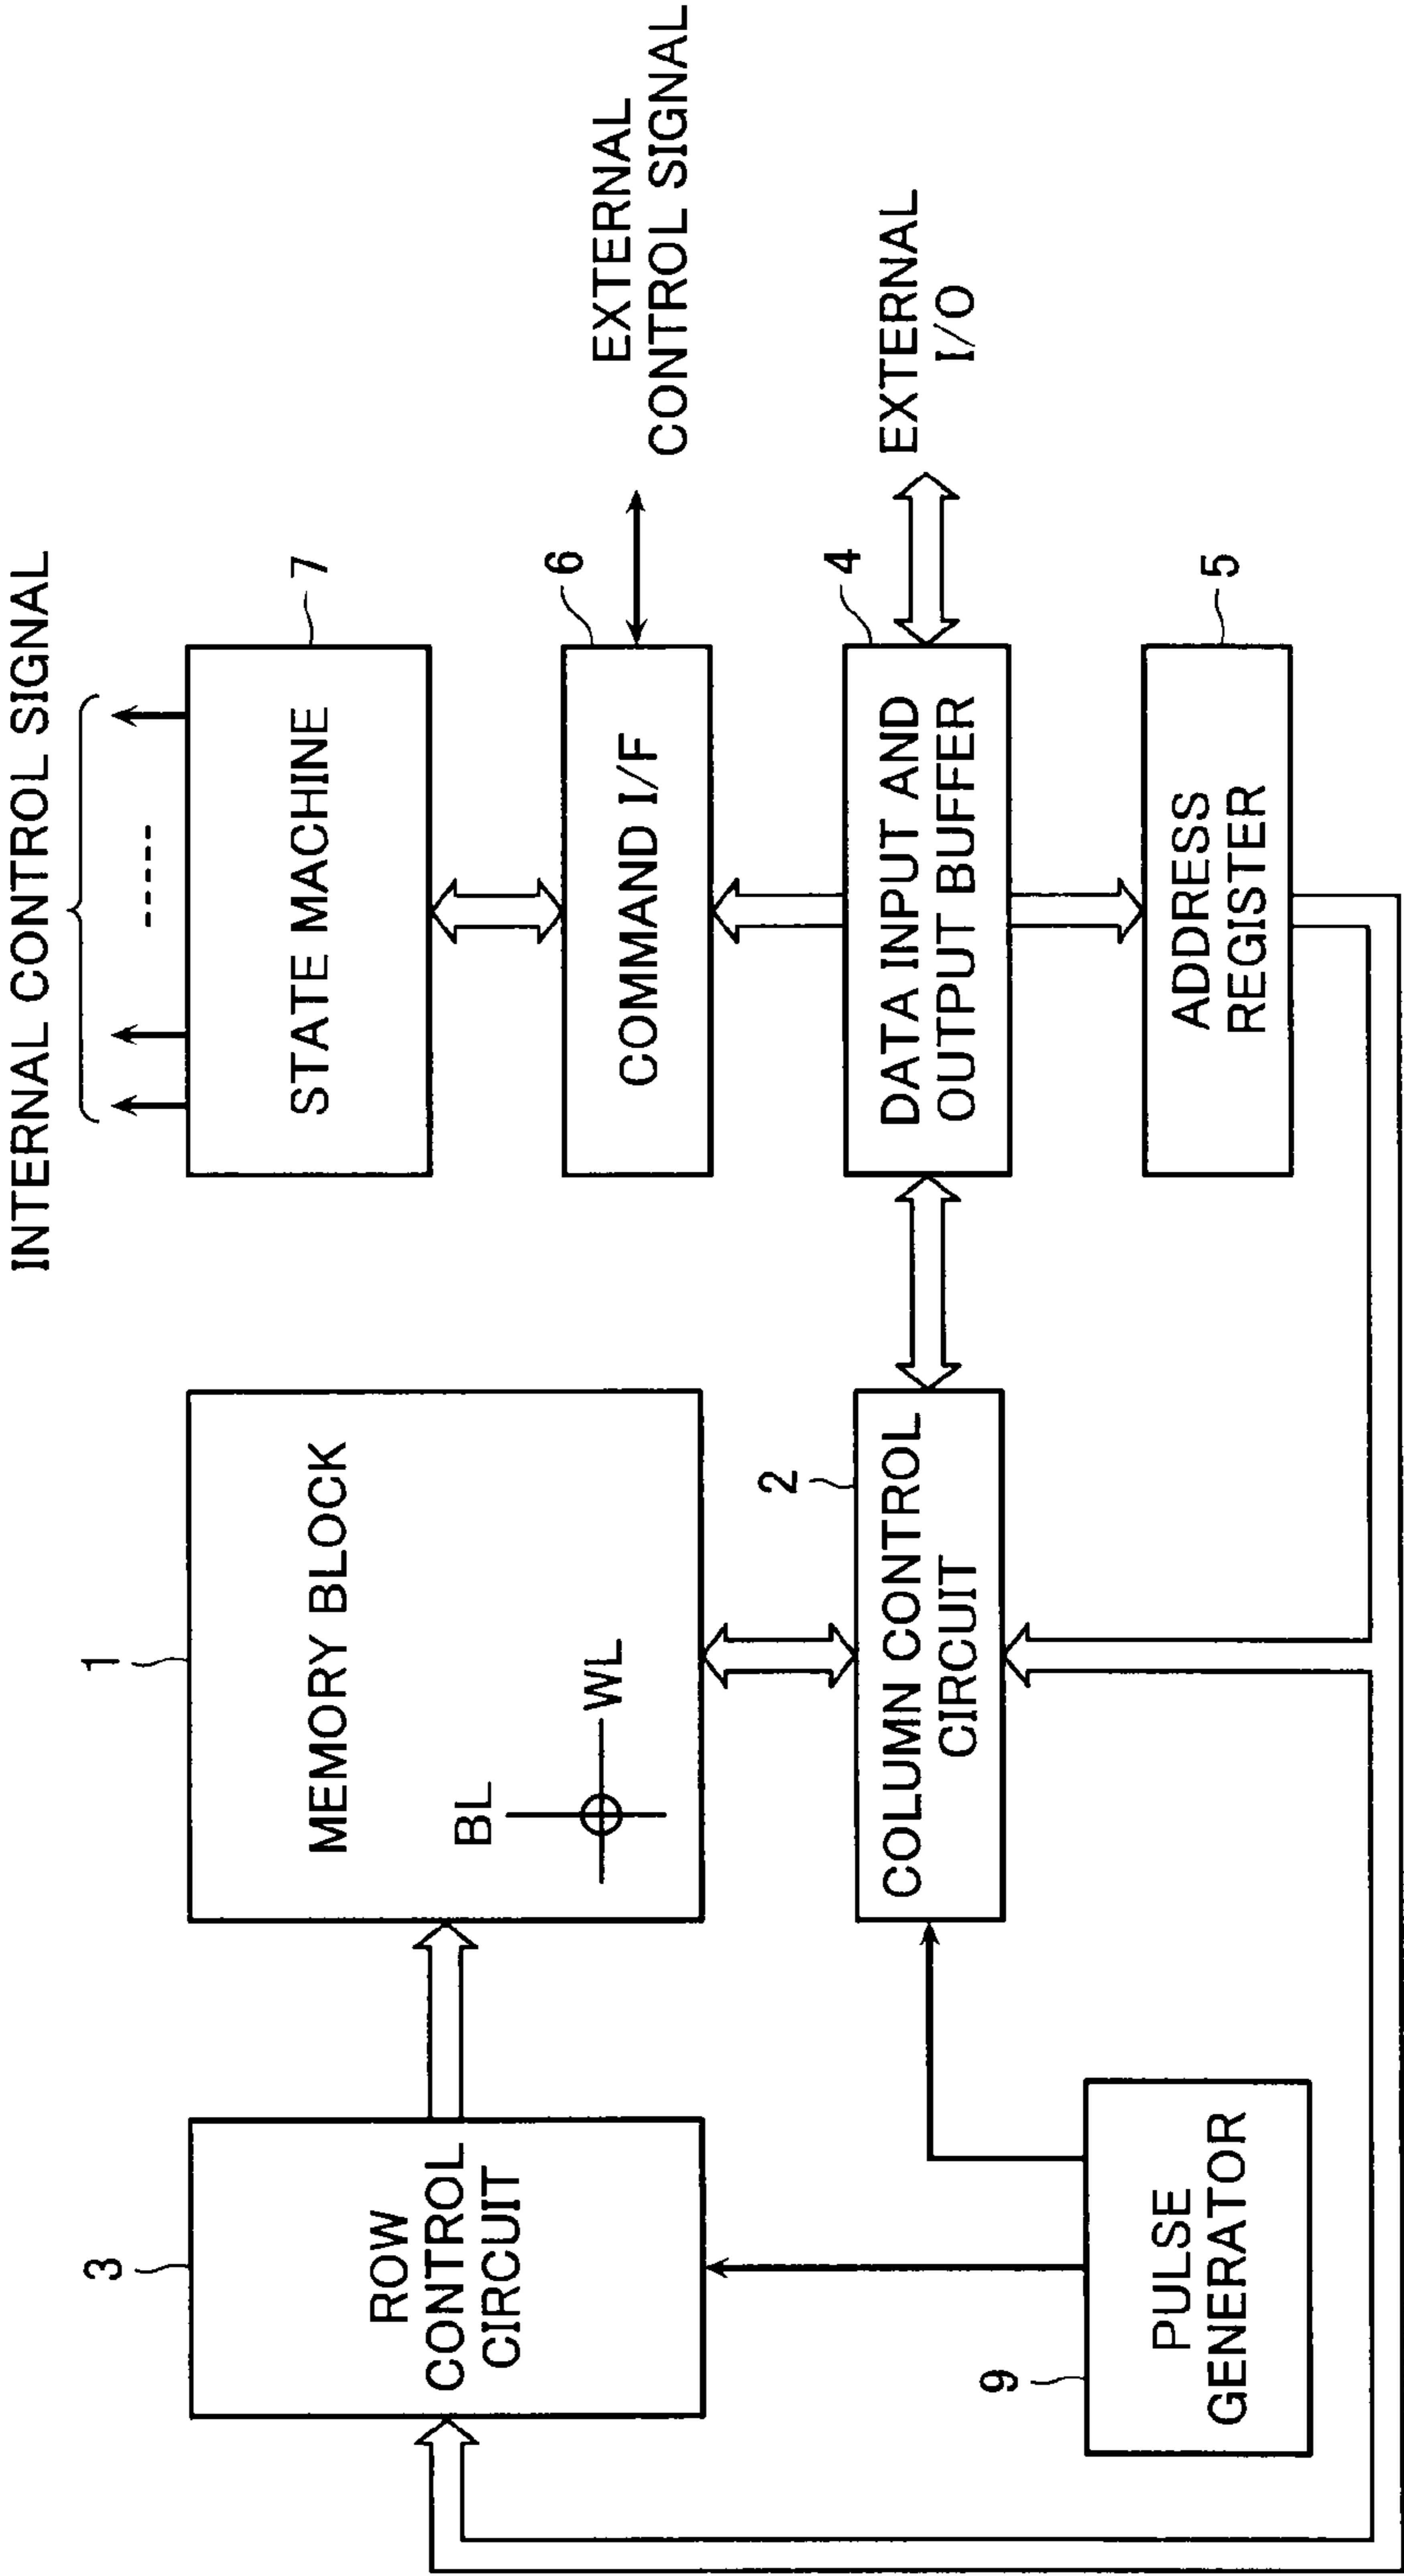 INTERNAL CONTROL SIGNAL
3
ROW
CONTROL
CIRCUIT
1
MEMORY BLOCK
BL
WL
7
STATE MACHINE
6
COMMAND I/F
EXTERNAL
CONTROL SIGNAL
2
COLUMN CONTROL
CIRCUIT
4
DATA INPUT AND
OUTPUT BUFFER
EXTERNAL
I/O
9
PULSE
GENERATOR
5
ADDRESS
REGISTER